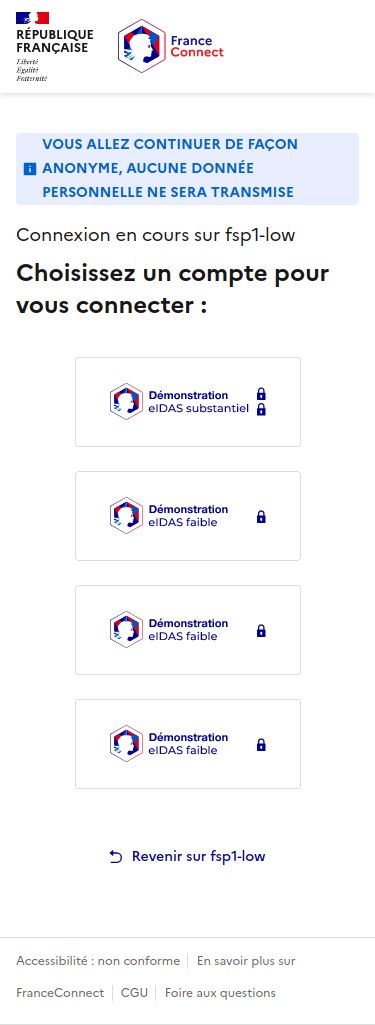 RÉPUBLIQUE
FRANÇAISE
Liberté
Égalité
Fraternité
France
Connect
VOUS ALLEZ CONTINUER DE FAÇON
ANONYME, AUCUNE DONNÉE
PERSONNELLE NE SERA TRANSMISE
Connexion en cours sur fsp1-low
Choisissez un compte pour
vous connecter :
Démonstration
eIDAS substantiel
Démonstration
eIDAS faible
Démonstration
eIDAS faible
Démonstration
eIDAS faible
Revenir sur fsp1-low
Accessibilité : non conforme
En savoir plus sur
FranceConnect
CGU
Foire aux questions